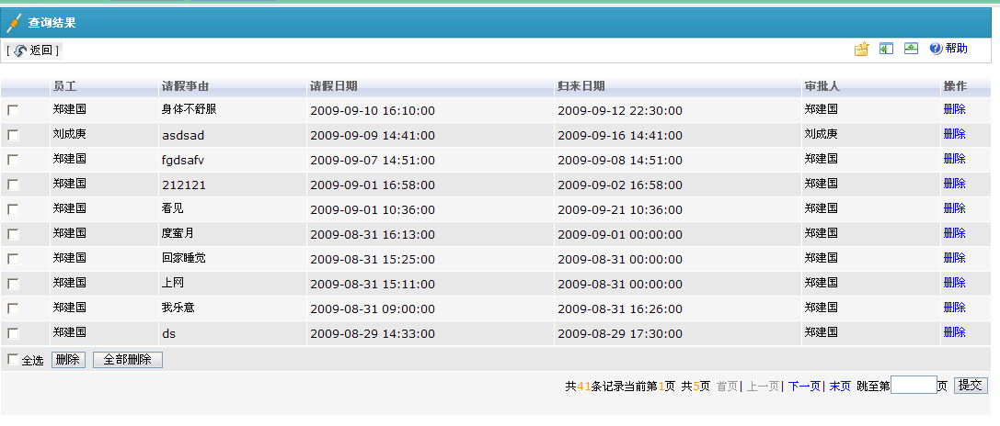 查询结果
[ 返回 ] 帮助
员工 请假事由 请假日期 归来日期 审批人 操作
郑建国 身体不舒服 2009-09-10 16:10:00 2009-09-12 22:30:00 郑建国 删除
刘成庚 asdsad 2009-09-09 14:41:00 2009-09-16 14:41:00 刘成庚 删除
郑建国 fgdsafv 2009-09-07 14:51:00 2009-09-08 14:51:00 郑建国 删除
郑建国 212121 2009-09-01 16:58:00 2009-09-02 16:58:00 郑建国 删除
郑建国 看见 2009-09-01 10:36:00 2009-09-21 10:36:00 郑建国 删除
郑建国 度蜜月 2009-08-31 16:13:00 2009-09-01 00:00:00 郑建国 删除
郑建国 回家睡觉 2009-08-31 15:25:00 2009-08-31 00:00:00 郑建国 删除
郑建国 上网 2009-08-31 15:11:00 2009-08-31 00:00:00 郑建国 删除
郑建国 我乐意 2009-08-31 09:00:00 2009-08-31 16:26:00 郑建国 删除
郑建国 ds 2009-08-29 14:33:00 2009-08-29 17:30:00 郑建国 删除
全选 删除 全部删除
共41条记录当前第1页 共5页 首页| 上一页| 下一页| 末页 跳至第 页 提交